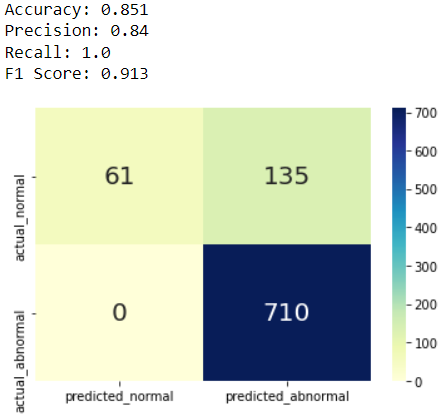 Accuracy: 0.851
Precision: 0.84
Recall: 1.0
F1 Score: 0.913
actual_normal
61
135
actual_abnormal
0
710
predicted_normal
predicted_abnormal
700
600
500
400
300
200
100
0